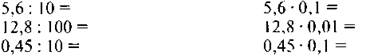 5,6 : 10 =
12,8 : 100 =
0,45 : 10 =
5,6 · 0,1 =
12,8 · 0,01 =
0,45 · 0,1 =